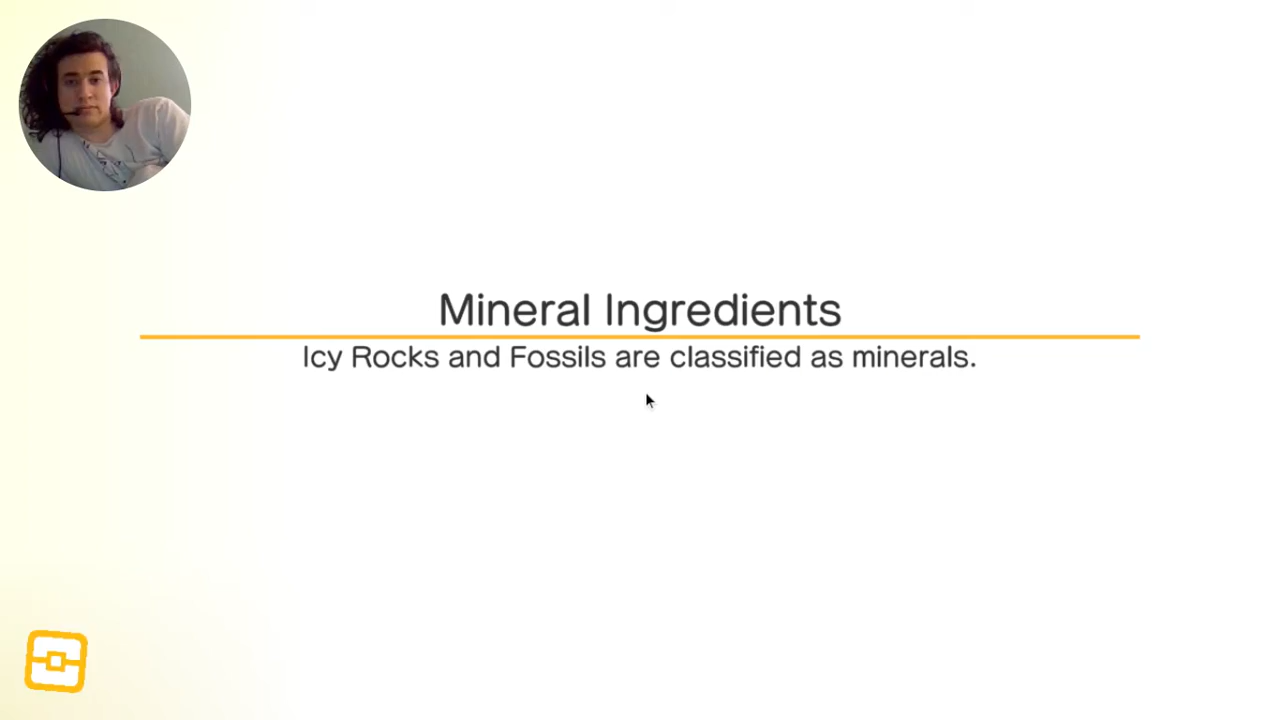 Mineral Ingredients
Icy Rocks and Fossils are classified as minerals.